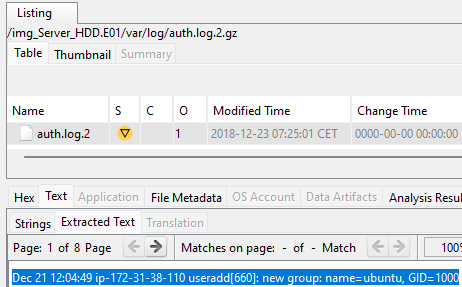 Listing
/img_Server_HDD.E01/var/log/auth.log.2.gz
Table Thumbnail Summary
Name S C O Modified Time Change Time
auth.log.2 1 2018-12-23 07:25:01 CET 0000-00-00 00:00:00
Hex Text Application File Metadata OS Account Data Artifacts Analysis Resul
Strings Extracted Text Translation
Page: 1 of 8 Page Matches on page: - of - Match 100%
Dec 21 12:04:49 ip-172-31-38-110 useradd[660]: new group: name=ubuntu, GID=1000